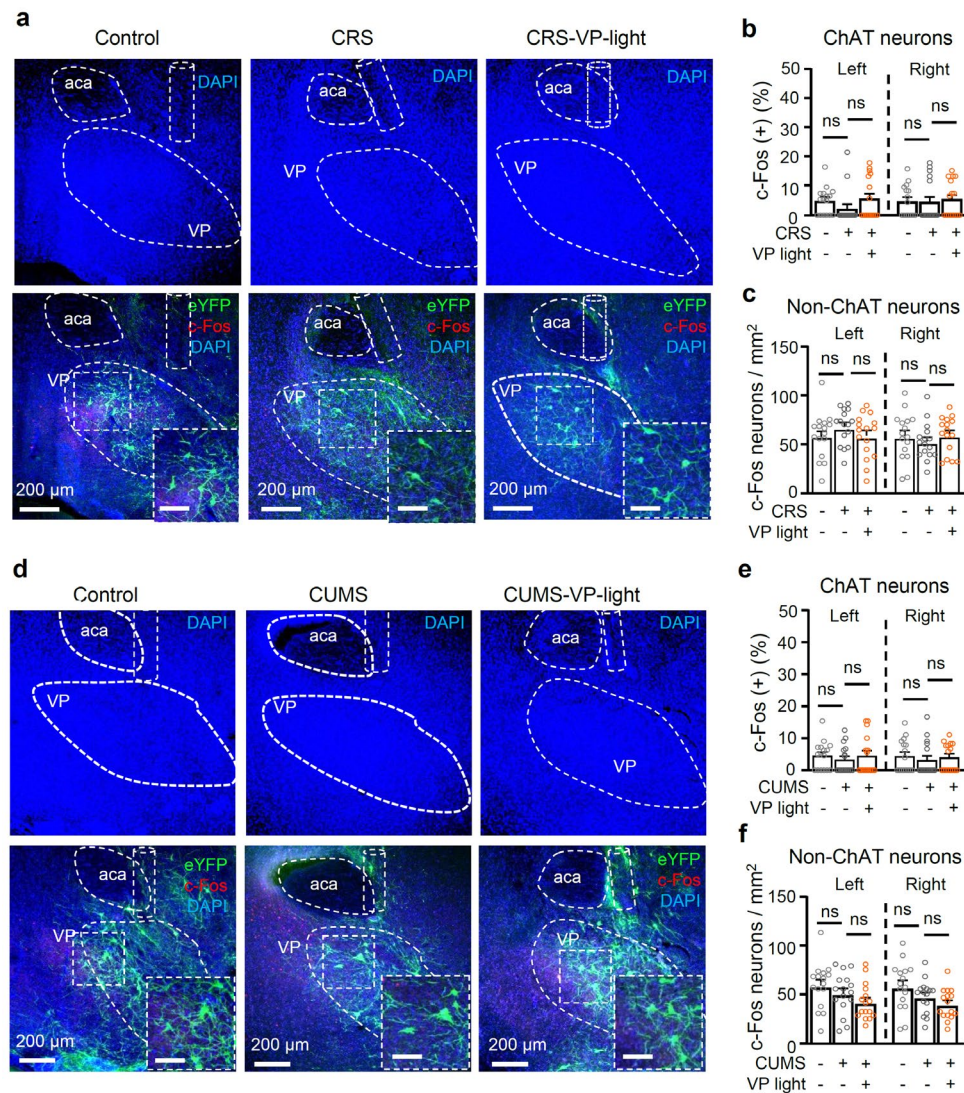 a
Control
CRS
CRS-VP-light
aca
DAPI
VP
aca
DAPI
VP
aca
DAPI
VP
aca
eYFP
c-Fos
DAPI
VP
200 µm
aca
eYFP
c-Fos
DAPI
VP
200 µm
aca
eYFP
c-Fos
DAPI
VP
200 µm
b
ChAT neurons
Left
Right
c-Fos (+) (%)
50
40
30
20
10
0
ns
ns
ns
ns
CRS - + + - + +
VP light - - + - - +
c
Non-ChAT neurons
Left
Right
c-Fos neurons / mm2
150
100
50
0
ns
ns
ns
ns
CRS - + + - + +
VP light - - + - - +
d
Control
CUMS
CUMS-VP-light
aca
DAPI
VP
aca
DAPI
VP
aca
DAPI
VP
aca
eYFP
c-Fos
DAPI
VP
200 µm
aca
eYFP
c-Fos
DAPI
VP
200 µm
aca
eYFP
c-Fos
DAPI
VP
200 µm
e
ChAT neurons
Left
Right
c-Fos (+) (%)
50
40
30
20
10
0
ns
ns
ns
ns
CUMS - + + - + +
VP light - - + - - +
f
Non-ChAT neurons
Left
Right
c-Fos neurons / mm2
150
100
50
0
ns
ns
ns
ns
CUMS - + + - + +
VP light - - + - - +